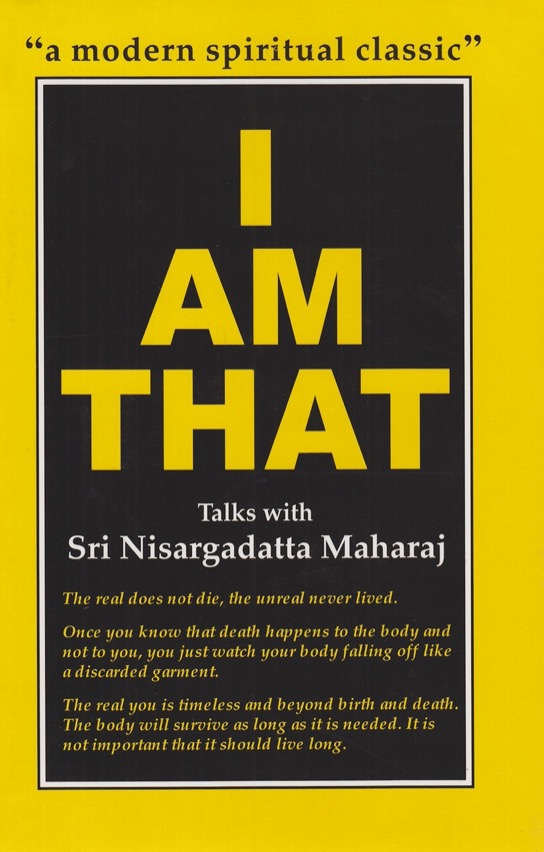 “a modern spiritual classic”
I
AM
THAT
Talks with
Sri Nisargadatta Maharaj
The real does not die, the unreal never lived.
Once you know that death happens to the body and
not to you, you just watch your body falling off like
a discarded garment.
The real you is timeless and beyond birth and death.
The body will survive as long as it is needed. It is
not important that it should live long.